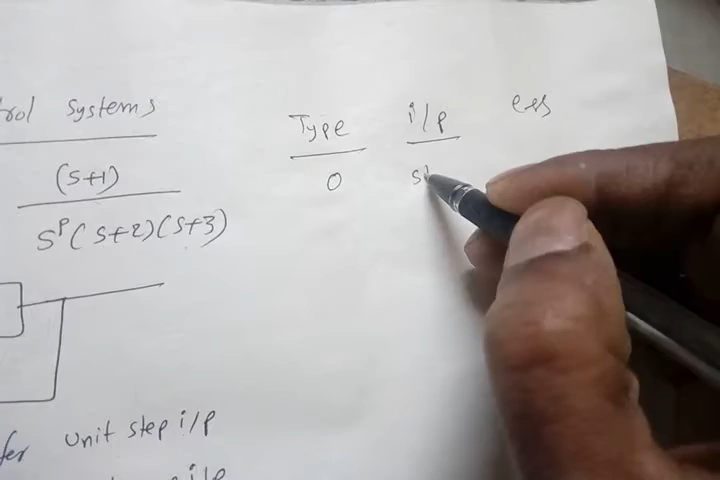 systems
Type i/p ess
(s+1)
0
s^p(s+2)(s+3)
unit step i/p
i/p